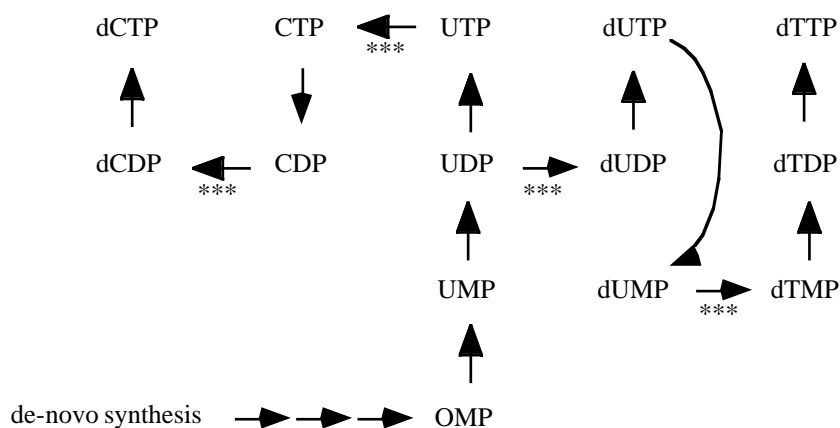 dCTP CTP UTP dUTP dTTP
***
dCDP CDP UDP dUDP dTDP
*** ***
UMP dUMP dTMP
***
de-novo synthesis OMP